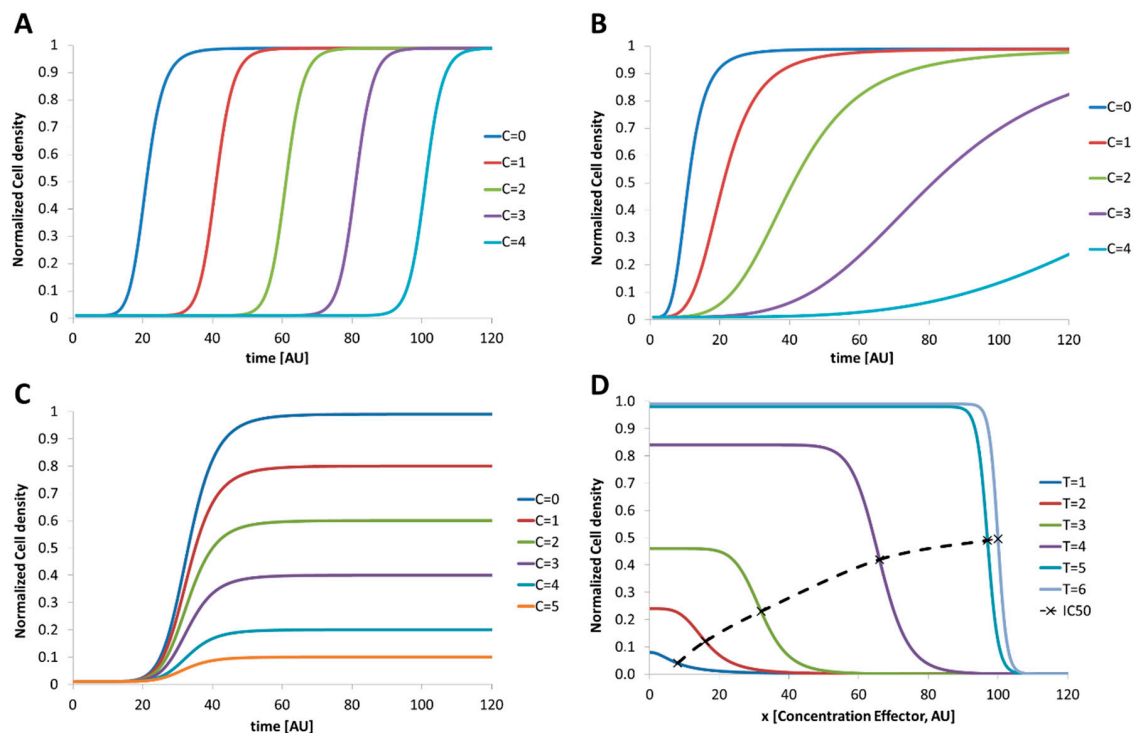 A
Normalized Cell density
1
0.9
0.8
0.7
0.6
0.5
0.4
0.3
0.2
0.1
0
0 20 40 60 80 100 120
time [AU]
C=0
C=1
C=2
C=3
C=4
B
Normalized Cell density
1
0.9
0.8
0.7
0.6
0.5
0.4
0.3
0.2
0.1
0
0 20 40 60 80 100 120
time [AU]
C=0
C=1
C=2
C=3
C=4
C
Normalized Cell density
1
0.9
0.8
0.7
0.6
0.5
0.4
0.3
0.2
0.1
0
0 20 40 60 80 100 120
time [AU]
C=0
C=1
C=2
C=3
C=4
C=5
D
Normalized Cell density
1.0
0.9
0.8
0.7
0.6
0.5
0.4
0.3
0.2
0.1
0.0
0 20 40 60 80 100 120
x [Concentration Effector, AU]
T=1
T=2
T=3
T=4
T=5
T=6
IC50